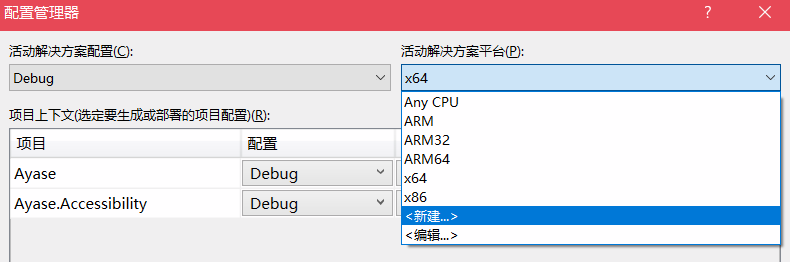 配置管理器
活动解决方案配置(C):
活动解决方案平台(P):
Debug
x64
Any CPU
ARM
ARM32
ARM64
x64
x86
<新建...>
<编辑...>
项目上下文(选定要生成或部署的项目配置)(R):
项目
配置
Ayase
Debug
Ayase.Accessibility
Debug